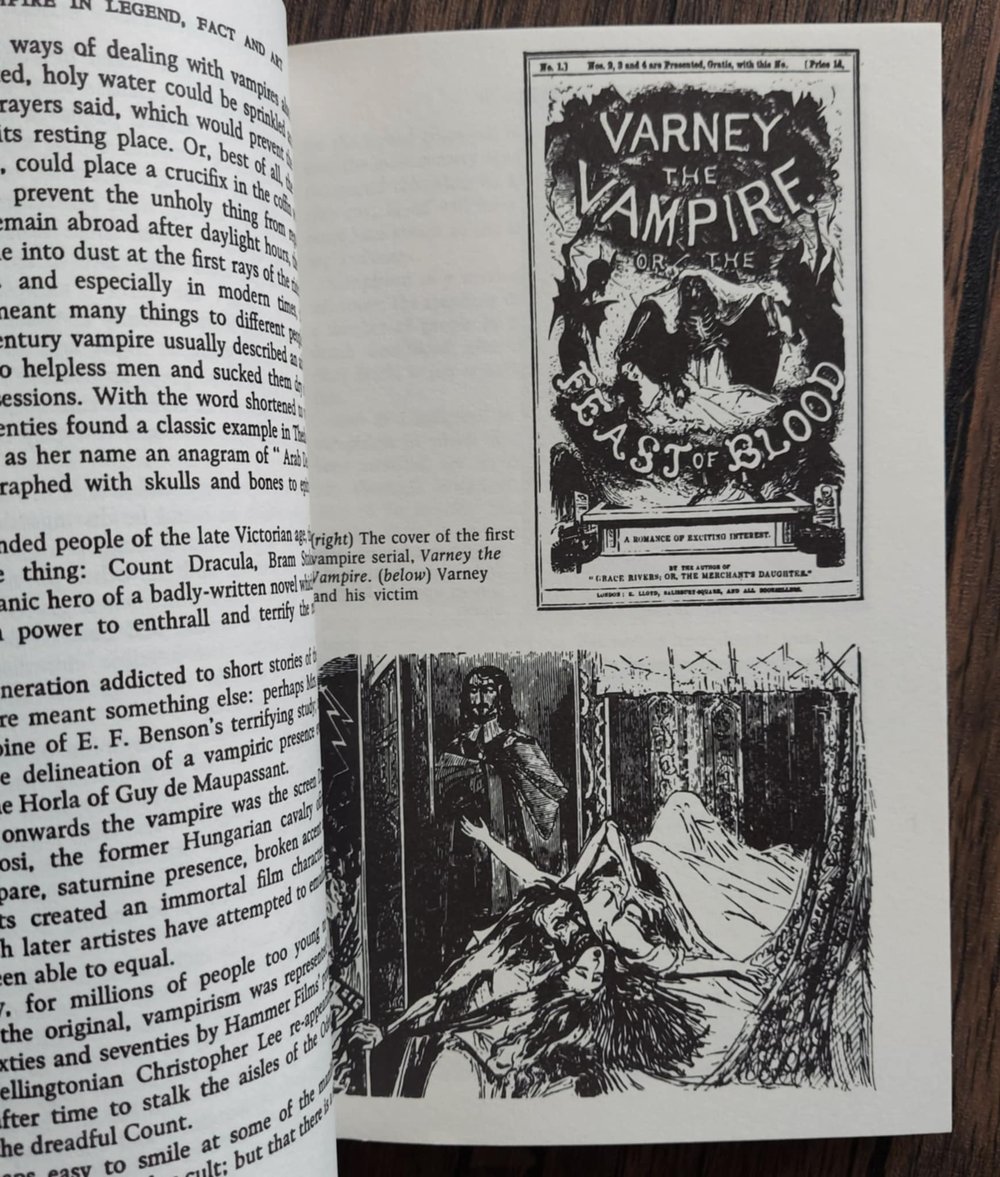 IN LEGEND, FACT AND ART
ways of dealing with vampires
holy water could be sprinkled
rayers said, which would prevent
its resting place. Or, best of all,
could place a crucifix in the coffin
prevent the unholy thing from
emain abroad after daylight hours,
into dust at the first rays of the
and especially in modern times,
meant many things to different
entury vampire usually described an
o helpless men and sucked them dry
sessions. With the word shortened to
enties found a classic example in
as her name an anagram of "Arab
raphed with skulls and bones to
nded people of the late Victorian age,
thing: Count Dracula, Bram
anic hero of a badly-written novel
power to enthrall and terrify the
neration addicted to short stories of
re meant something else: perhaps Mrs
oine of E. F. Benson's terrifying study;
e delineation of a vampiric presence
he Horla of Guy de Maupassant.
onwards the vampire was the screen
osi, the former Hungarian cavalry
pare, saturnine presence, broken accent
ts created an immortal film character
h later artistes have attempted to
een able to equal.
y, for millions of people too young
the original, vampirism was represented
xties and seventies by Hammer Films'
ellingtonian Christopher Lee
after time to stalk the aisles of the
he dreadful Count.
easy to smile at some of the
cult; but that there is
No. 1.] Nos. 2, 3 and 4 are Presented, Gratis, with this No. [Price 1d.
VARNEY
THE
VAMPIRE.
OR THE
FEAST OF BLOOD
A ROMANCE OF EXCITING INTEREST.
BY THE AUTHOR OF
"GRACE RIVERS; OR, THE MERCHANT'S DAUGHTER."
LONDON: E. LLOYD, SALISBURY-SQUARE, AND ALL BOOKSELLERS.
(right) The cover of the first
vampire serial, Varney the
Vampire. (below) Varney
and his victim